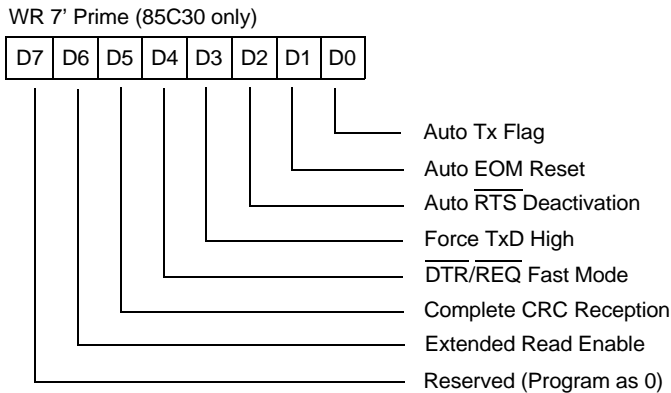 WR 7' Prime (85C30 only)
D7 D6 D5 D4 D3 D2 D1 D0
Auto Tx Flag
Auto EOM Reset
Auto RTS Deactivation
Force TxD High
DTR/REQ Fast Mode
Complete CRC Reception
Extended Read Enable
Reserved (Program as 0)